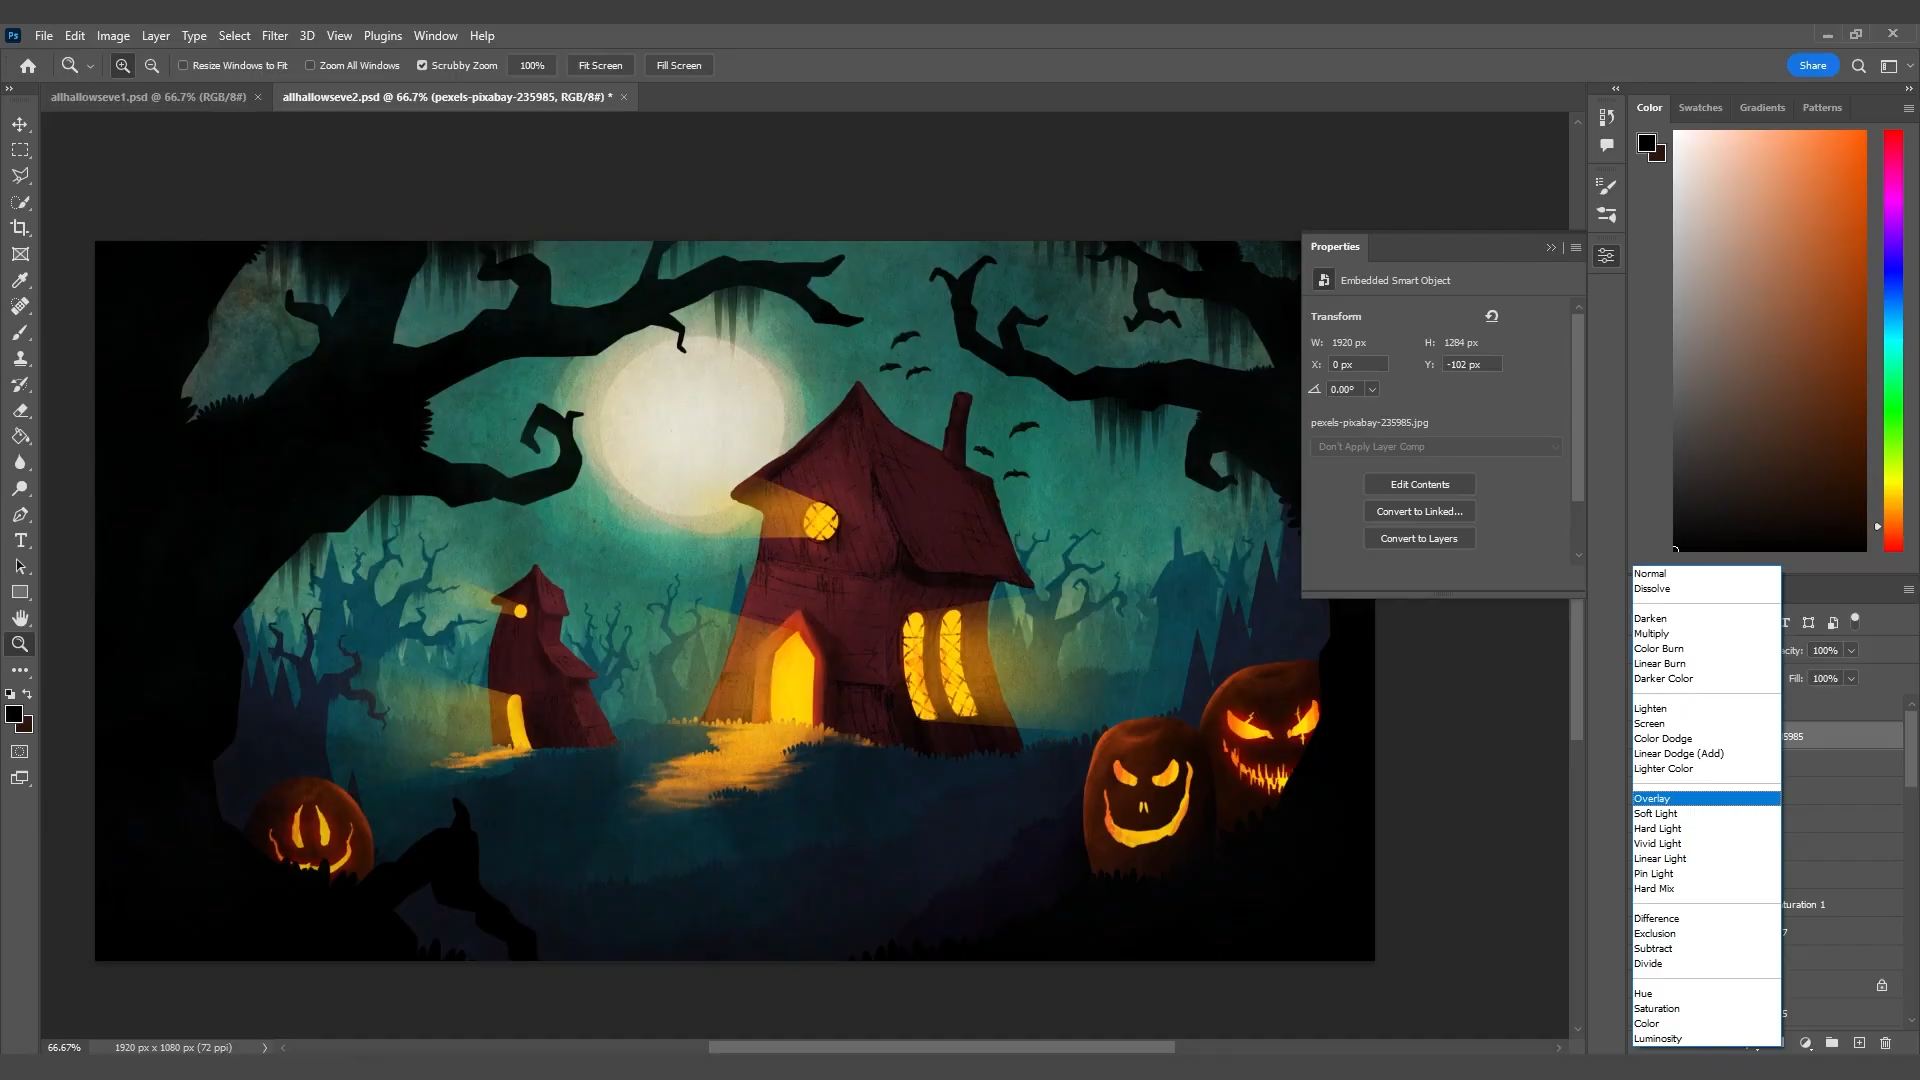 Ps File Edit Image Layer Type Select Filter 3D View Plugins Window Help
Resize Windows to Fit Zoom All Windows Scrubby Zoom 100% Fit Screen Fill Screen Share
allhallowseve1.psd @ 66.7% (RGB/8#) × allhallowseve2.psd @ 66.7% (pexels-pixabay-235985, RGB/8#) * ×
Color Swatches Gradients Patterns
Properties
Embedded Smart Object
Transform
W: 1920 px H: 1284 px
X: 0 px Y: -102 px
0.00°
pexels-pixabay-235985.jpg
Don't Apply Layer Comp
Edit Contents
Convert to Linked...
Convert to Layers
Normal
Dissolve
Darken
Multiply
Color Burn
Linear Burn
Darker Color
Lighten
Screen
Color Dodge
Linear Dodge (Add)
Lighter Color
Overlay
Soft Light
Hard Light
Vivid Light
Linear Light
Pin Light
Hard Mix
Difference
Exclusion
Subtract
Divide
Hue
Saturation
Color
Luminosity
acity: 100%
Fill: 100%
5985
turation 1
7
5
66.67% 1920 px x 1080 px (72 ppi)